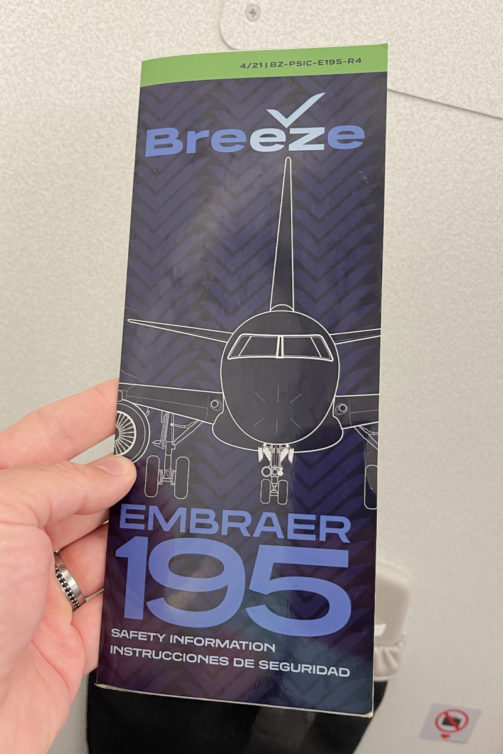 4/21 | BZ-PSIC-E195-R4
Breeze
EMBRAER
195
SAFETY INFORMATION
INSTRUCCIONES DE SEGURIDAD